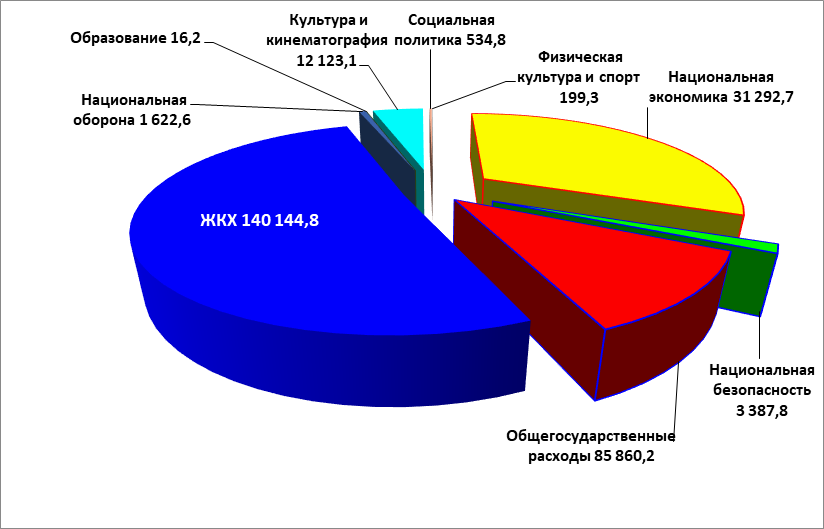 Образование 16,2
Культура и
кинематография
12 123,1
Социальная
политика 534,8
Физическая
культура и спорт
199,3
Национальная
экономика 31 292,7
Национальная
оборона 1 622,6
ЖКХ 140 144,8
Национальная
безопасность
3 387,8
Общегосударственные
расходы 85 860,2